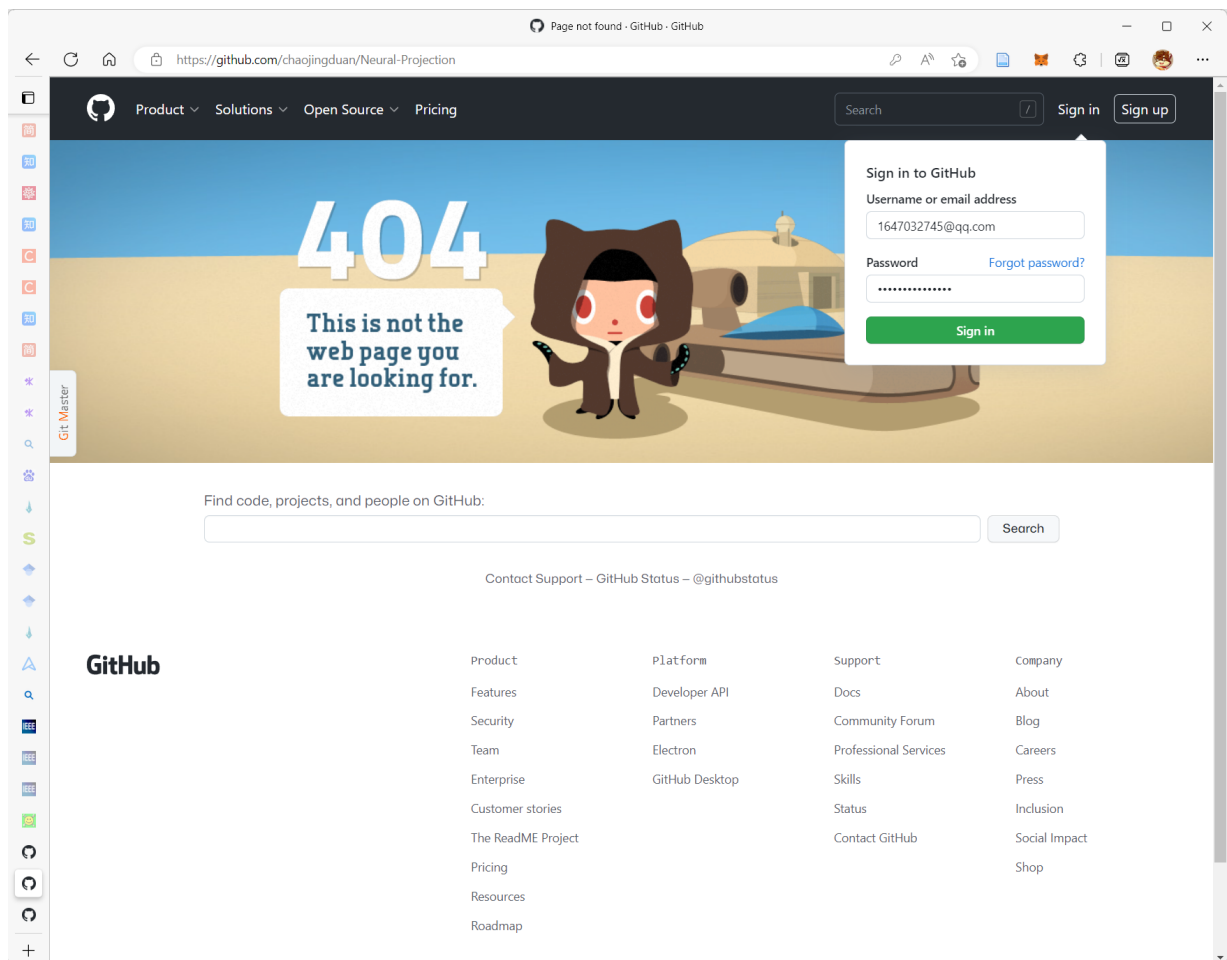 Page not found · GitHub · GitHub
https://github.com/chaojingduan/Neural-Projection
Product Solutions Open Source Pricing Search / Sign in Sign up
Sign in to GitHub
Username or email address
1647032745@qq.com
Password Forgot password?
•••••••••••••••
Sign in
404
This is not the
web page you
are looking for.
Git Master
Find code, projects, and people on GitHub:
Search
Contact Support — GitHub Status — @githubstatus
GitHub
Product
Features
Security
Team
Enterprise
Customer stories
The ReadME Project
Pricing
Resources
Roadmap
Platform
Developer API
Partners
Electron
GitHub Desktop
Support
Docs
Community Forum
Professional Services
Skills
Status
Contact GitHub
Company
About
Blog
Careers
Press
Inclusion
Social Impact
Shop